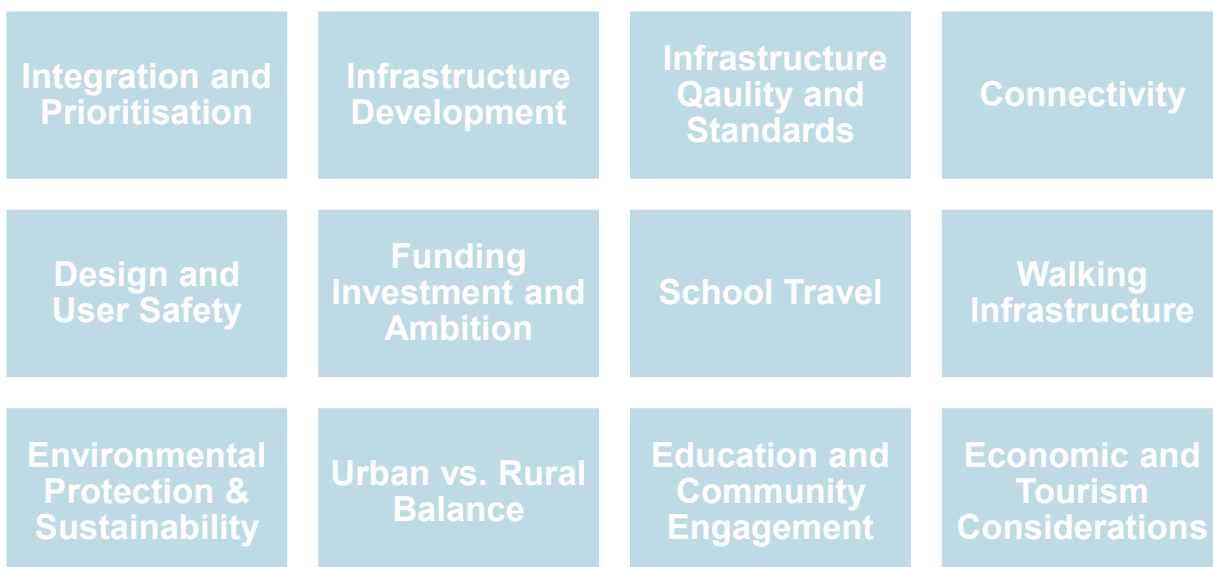 Integration and
Prioritisation
Infrastructure
Development
Infrastructure
Qaulity and
Standards
Connectivity
Design and
User Safety
Funding
Investment and
Ambition
School Travel
Walking
Infrastructure
Environmental
Protection &
Sustainability
Urban vs. Rural
Balance
Education and
Community
Engagement
Economic and
Tourism
Considerations